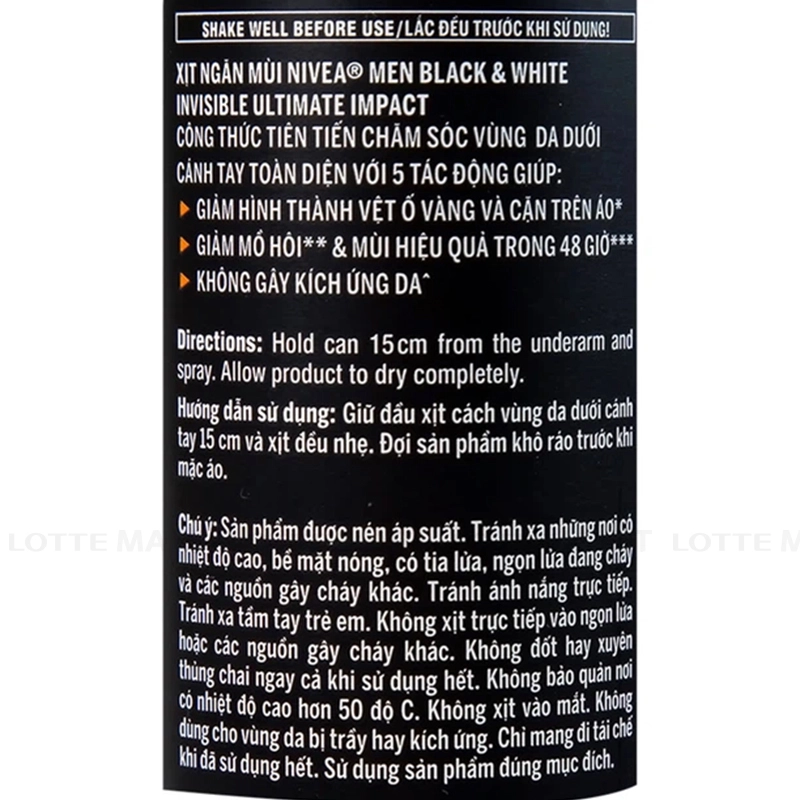 SHAKE WELL BEFORE USE/LẮC ĐỀU TRƯỚC KHI SỬ DỤNG!
XỊT NGĂN MÙI NIVEA® MEN BLACK & WHITE
INVISIBLE ULTIMATE IMPACT
CÔNG THỨC TIÊN TIẾN CHĂM SÓC VÙNG DA DƯỚI
CÁNH TAY TOÀN DIỆN VỚI 5 TÁC ĐỘNG GIÚP:
GIẢM HÌNH THÀNH VỆT Ố VÀNG VÀ CẶN TRÊN ÁO*
GIẢM MỒ HÔI** & MÙI HIỆU QUẢ TRONG 48 GIỜ***
KHÔNG GÂY KÍCH ỨNG DA^
Directions: Hold can 15cm from the underarm and
spray. Allow product to dry completely.
Hướng dẫn sử dụng: Giữ đầu xịt cách vùng da dưới cánh
tay 15 cm và xịt đều nhẹ. Đợi sản phẩm khô ráo trước khi
mặc áo.
Chú ý: Sản phẩm được nén áp suất. Tránh xa những nơi có
nhiệt độ cao, bề mặt nóng, có tia lửa, ngọn lửa đang cháy
và các nguồn gây cháy khác. Tránh ánh nắng trực tiếp.
Tránh xa tầm tay trẻ em. Không xịt trực tiếp vào ngọn lửa
hoặc các nguồn gây cháy khác. Không đốt hay xuyên
thủng chai ngay cả khi sử dụng hết. Không bảo quản nơi
có nhiệt độ cao hơn 50 độ C. Không xịt vào mắt. Không
dùng cho vùng da bị trầy hay kích ứng. Chỉ mang đi tái chế
khi đã sử dụng hết. Sử dụng sản phẩm đúng mục đích.
LOTTE MA T LOTTE M